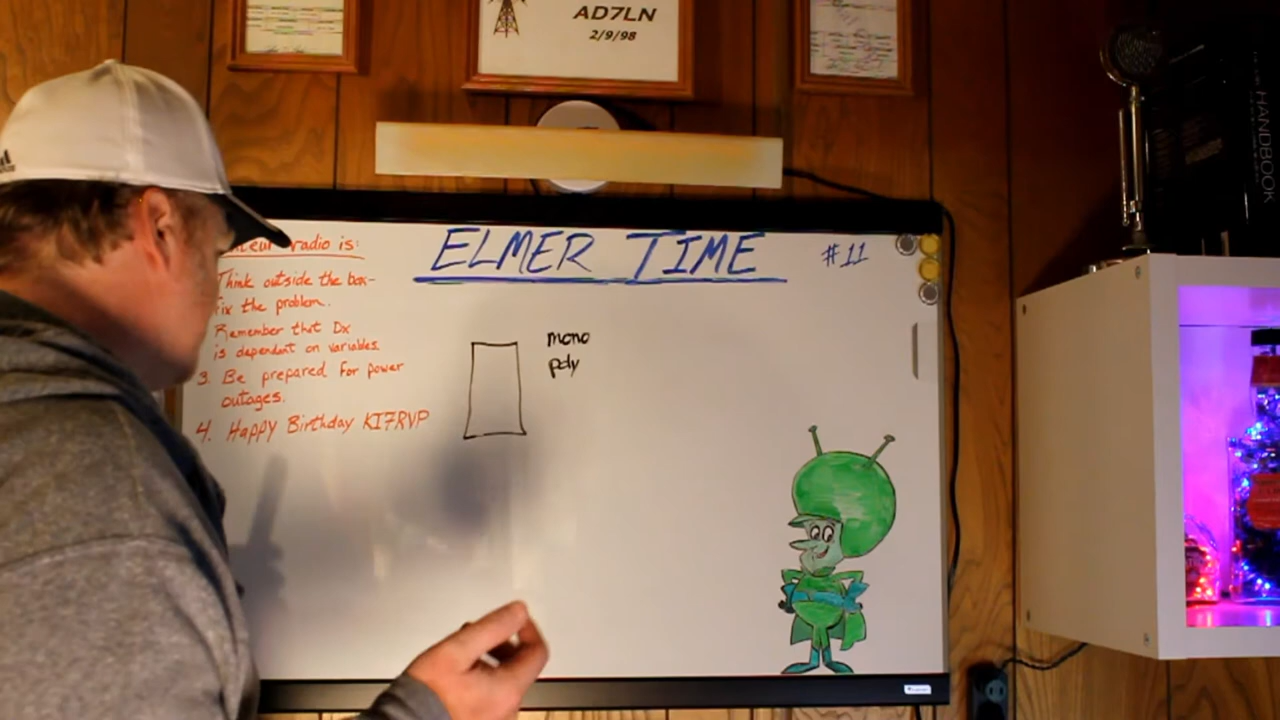 AD7LN
2/9/98
HANDBOOK
ELMER TIME
#11
radio is:
Think outside the box-
fix the problem.
Remember that Dx
is dependant on variables
3. Be prepared for power
outages.
4. Happy Birthday KI7RVP
mono
poly